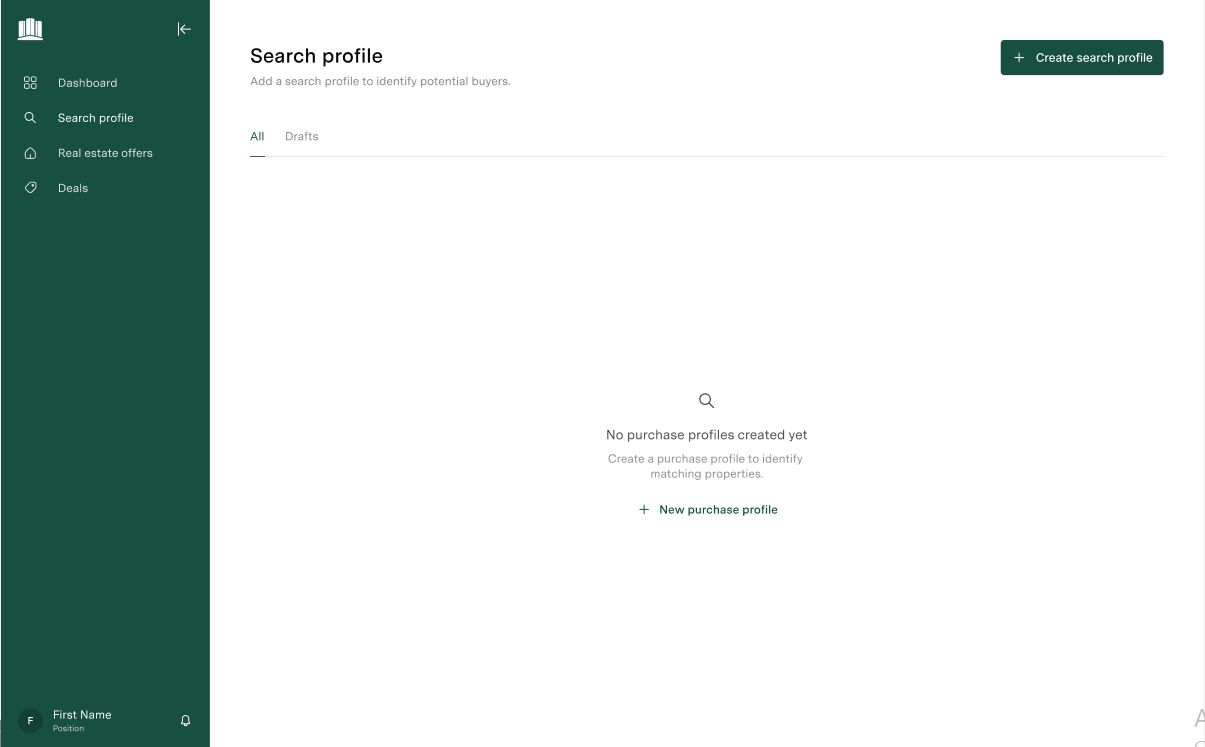 Dashboard
Search profile
Real estate offers
Deals
F
First Name
Position
Search profile
Add a search profile to identify potential buyers.
Create search profile
All
Drafts
No purchase profiles created yet
Create a purchase profile to identify
matching properties.
New purchase profile